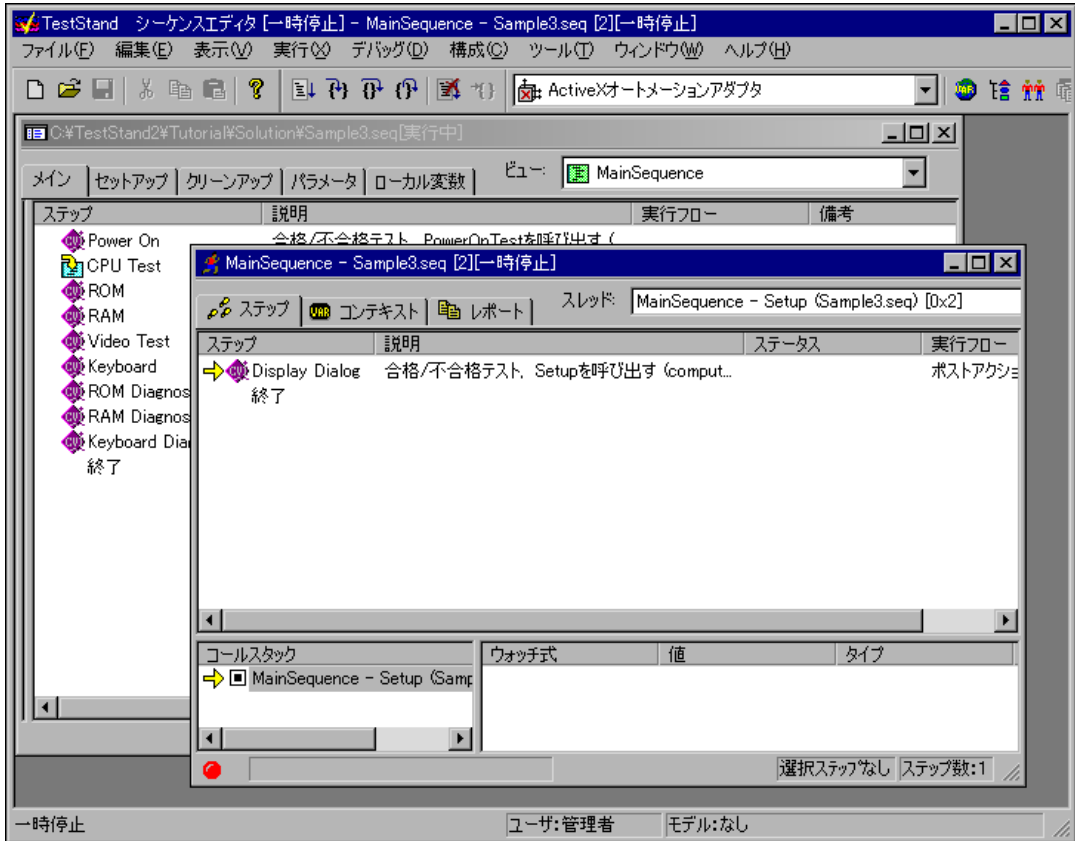 TestStand シーケンスエディタ [一時停止] - MainSequence - Sample3.seq [2][一時停止]
ファイル(F) 編集(E) 表示(V) 実行(X) デバッグ(D) 構成(C) ツール(T) ウィンドウ(W) ヘルプ(H)
ActiveXオートメーションアダプタ
C:¥TestStand2¥Tutorial¥Solution¥Sample3.seq[実行中]
メイン セットアップ クリーンアップ パラメータ ローカル変数 ビュー: MainSequence
ステップ 説明 実行フロー 備考
Power On 合格/不合格テスト, PowerOnTestを呼び出す (
CPU Test
ROM
RAM
Video Test
Keyboard
ROM Diagnos
RAM Diagnos
Keyboard Dia
終了
MainSequence - Sample3.seq [2][一時停止]
ステップ コンテキスト レポート スレッド: MainSequence - Setup (Sample3.seq) [0x2]
ステップ 説明 ステータス 実行フロー
Display Dialog 合格/不合格テスト, Setupを呼び出す (comput... ポストアクショ
終了
コールスタック ウォッチ式 値 タイプ
MainSequence - Setup (Samp
選択ステップなし ステップ数:1
一時停止 ユーザ:管理者 モデル:なし